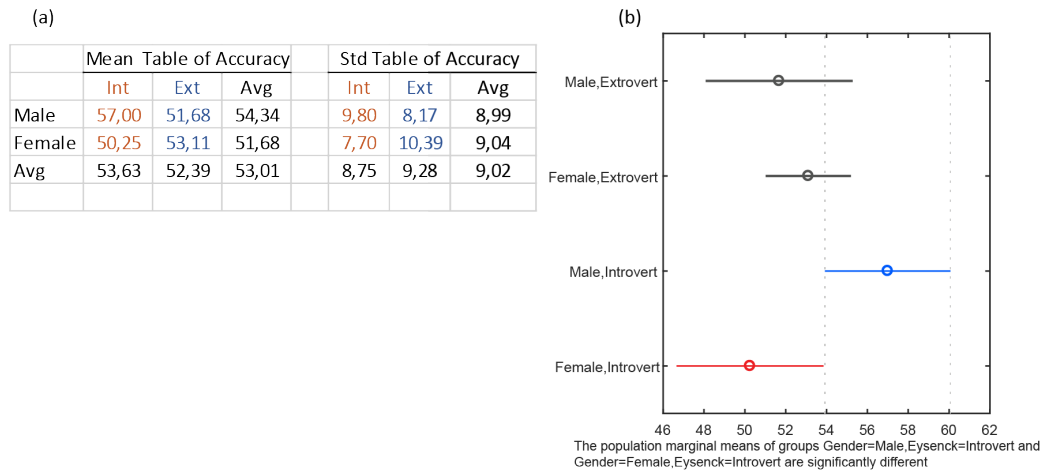 (a)
Mean Table of Accuracy Std Table of Accuracy
Int Ext Avg Int Ext Avg
Male 57,00 51,68 54,34 9,80 8,17 8,99
Female 50,25 53,11 51,68 7,70 10,39 9,04
Avg 53,63 52,39 53,01 8,75 9,28 9,02
(b)
Male,Extrovert
Female,Extrovert
Male,Introvert
Female,Introvert
46 48 50 52 54 56 58 60 62
The population marginal means of groups Gender=Male,Eysenck=Introvert and
Gender=Female,Eysenck=Introvert are significantly different